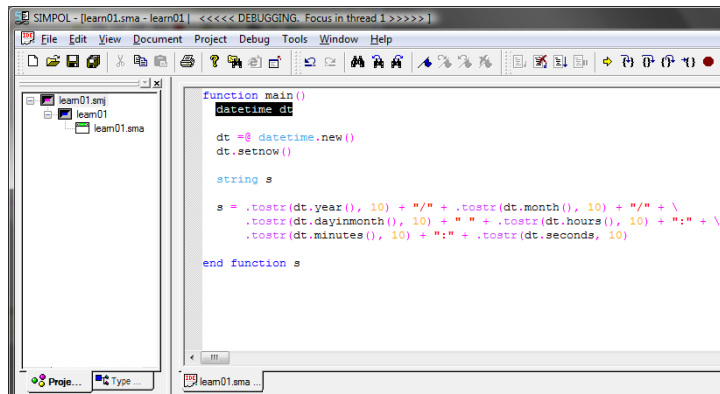 SIMPOL - [learn01.sma - learn01 | <<<<< DEBUGGING. Focus in thread 1 >>>>> ]
File Edit View Document Project Debug Tools Window Help
learn01.smj
learn01
learn01.sma
function main()
datetime dt
dt =@ datetime.new()
dt.setnow()
string s
s = .tostr(dt.year(), 10) + "/" + .tostr(dt.month(), 10) + "/" + \
.tostr(dt.dayinmonth(), 10) + " " + .tostr(dt.hours(), 10) + ":" + \
.tostr(dt.minutes(), 10) + ":" + .tostr(dt.seconds, 10)
end function s
Proje...
Type ...
learn01.sma ...